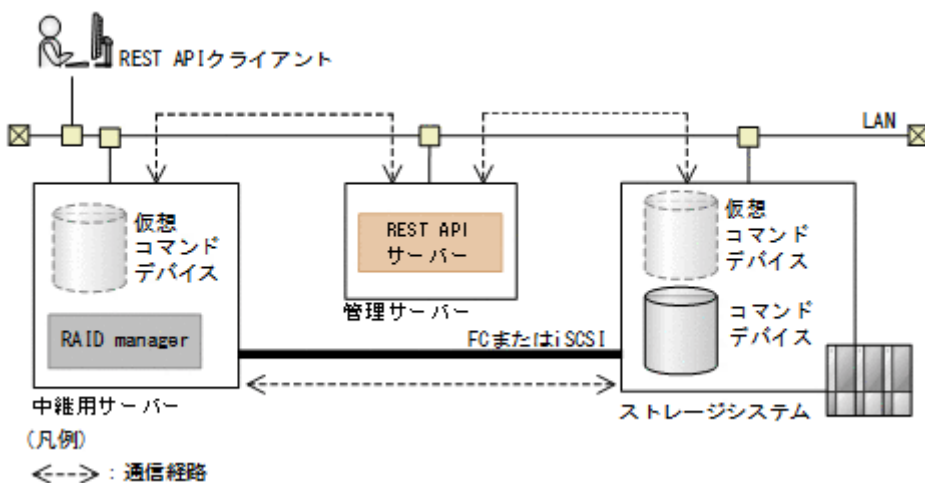 REST APIクライアント
LAN
仮想
コマンド
デバイス
RAID manager
中継用サーバー
REST API
サーバー
管理サーバー
FCまたはiSCSI
仮想
コマンド
デバイス
コマンド
デバイス
ストレージシステム
(凡例)
: 通信経路